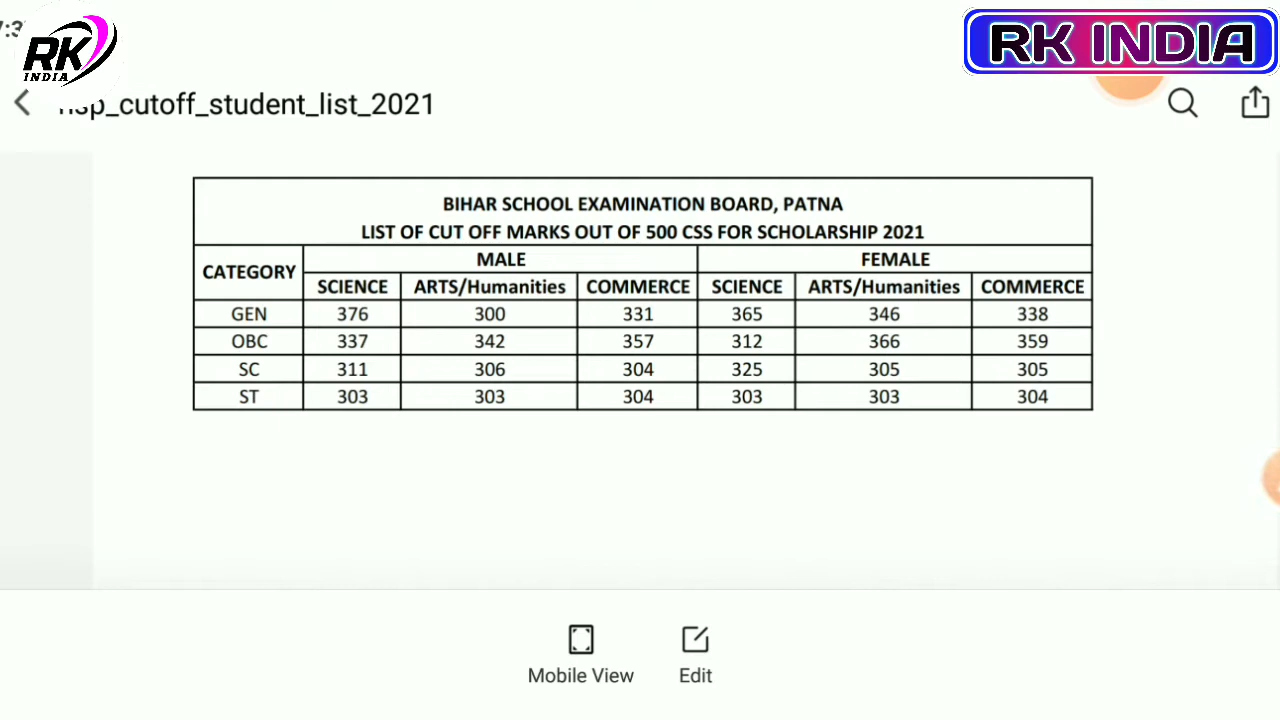 7:3
RK
INDIA
RK INDIA
nsp_cutoff_student_list_2021
BIHAR SCHOOL EXAMINATION BOARD, PATNA
LIST OF CUT OFF MARKS OUT OF 500 CSS FOR SCHOLARSHIP 2021
CATEGORY MALE FEMALE
SCIENCE ARTS/Humanities COMMERCE SCIENCE ARTS/Humanities COMMERCE
GEN 376 300 331 365 346 338
OBC 337 342 357 312 366 359
SC 311 306 304 325 305 305
ST 303 303 304 303 303 304
Mobile View Edit